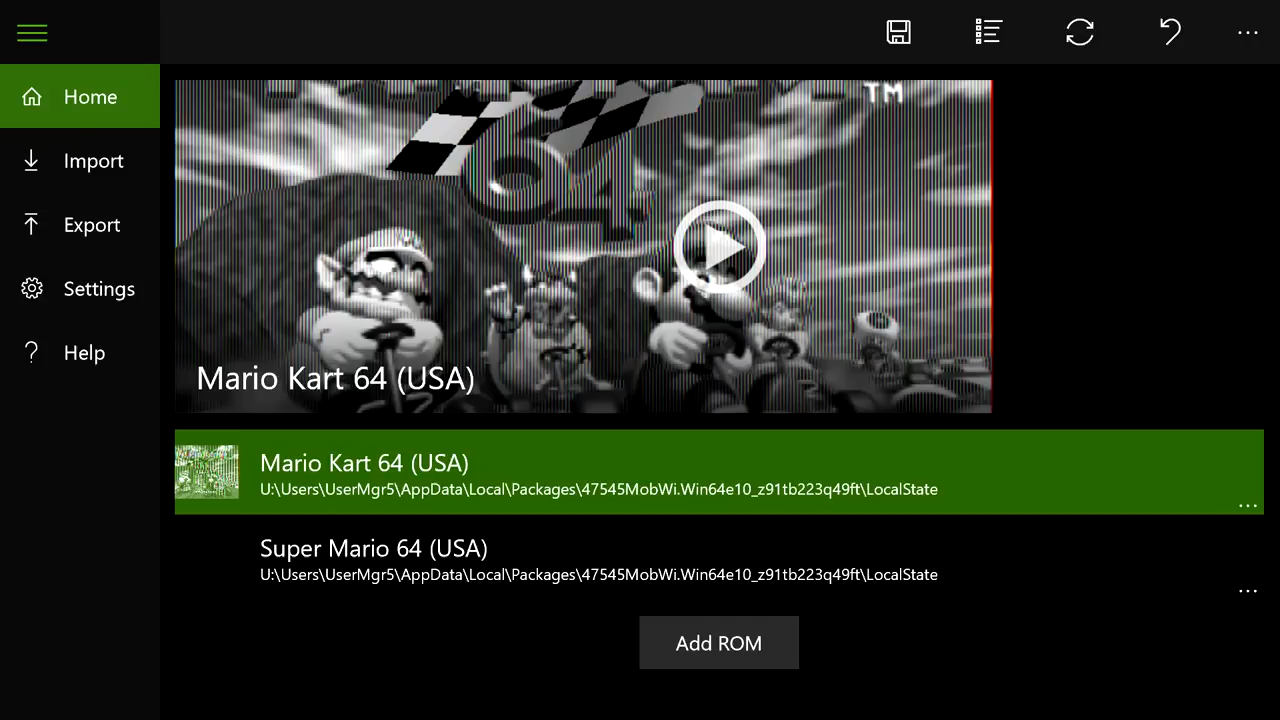 Home
Import
Export
Settings
Help
TM
64
Mario Kart 64 (USA)
Mario Kart 64 (USA)
U:\Users\UserMgr5\AppData\Local\Packages\47545MobWi.Win64e10_z91tb223q49ft\LocalState
...
Super Mario 64 (USA)
U:\Users\UserMgr5\AppData\Local\Packages\47545MobWi.Win64e10_z91tb223q49ft\LocalState
...
Add ROM